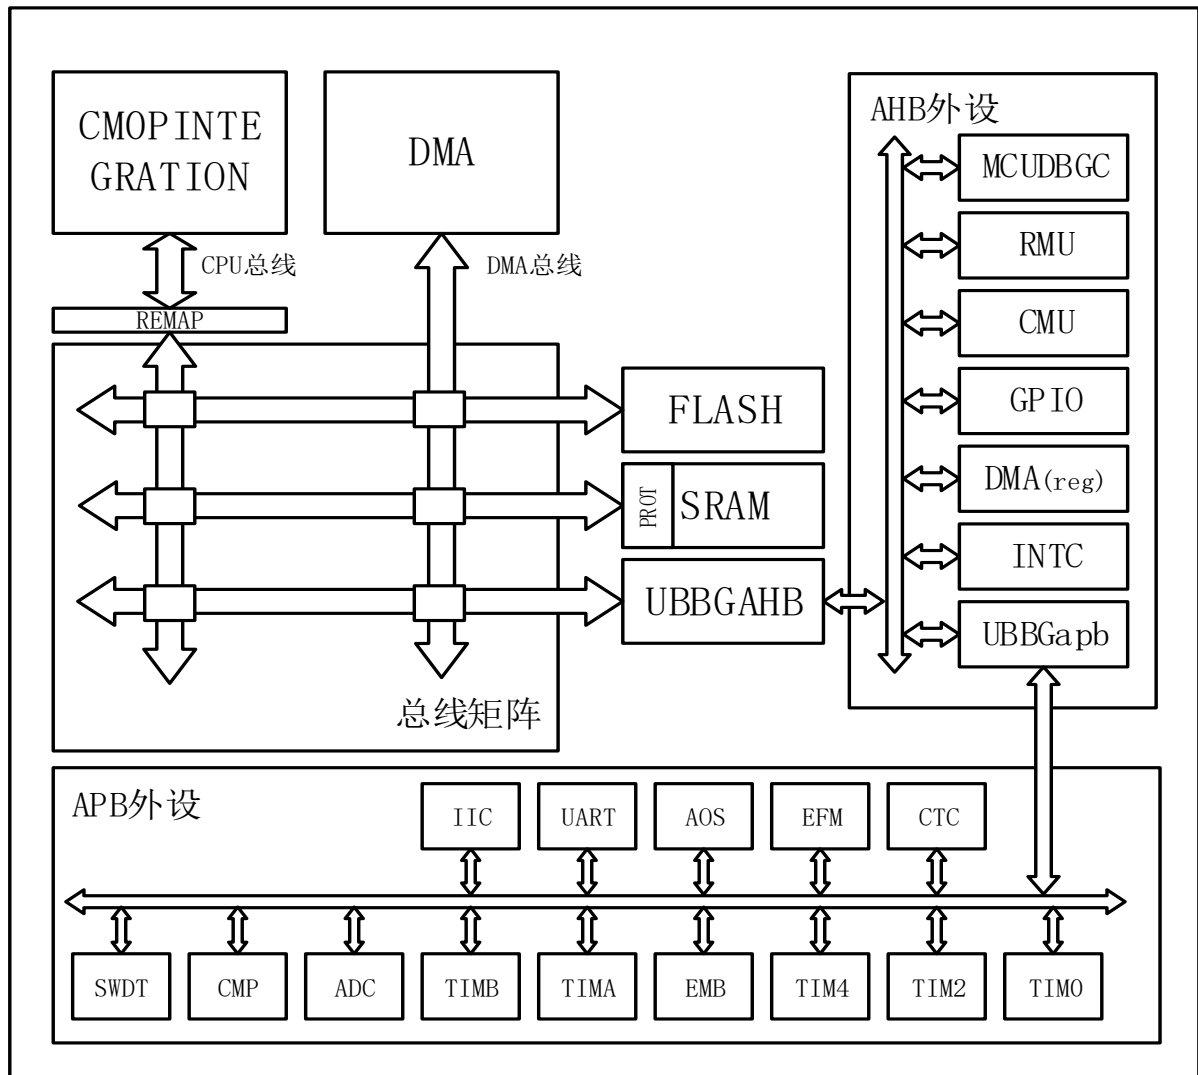 CMOPINTE
GRATION
DMA
CPU总线
DMA总线
REMAP
FLASH
PROT
SRAM
UBBGAHB
总线矩阵
AHB外设
MCUDBGC
RMU
CMU
GPIO
DMA(reg)
INTC
UBBGapb
APB外设
IIC
UART
AOS
EFM
CTC
SWDT
CMP
ADC
TIMB
TIMA
EMB
TIM4
TIM2
TIM0